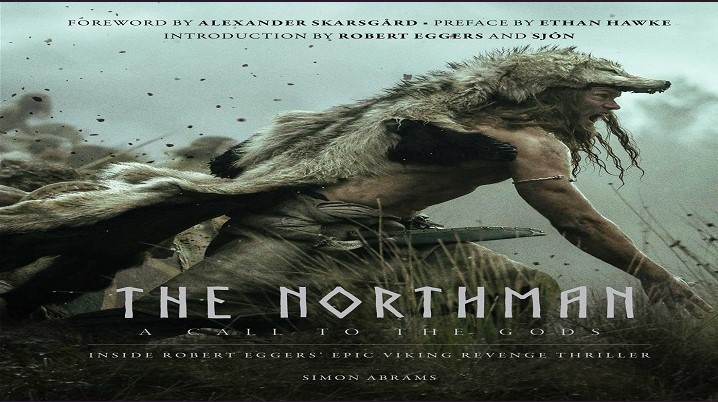 FOREWORD BY ALEXANDER SKARSGÅRD • PREFACE BY ETHAN HAWKE
INTRODUCTION BY ROBERT EGGERS AND SJÓN
THE NORTHMAN
A CALL TO THE GODS
INSIDE ROBERT EGGERS' EPIC VIKING REVENGE THRILLER
SIMON ABRAMS